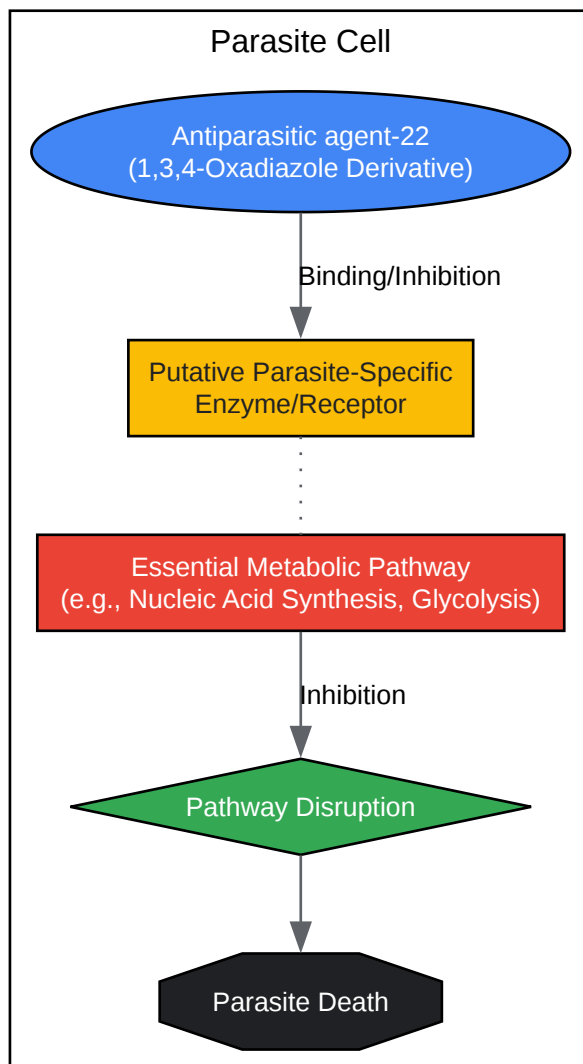 Parasite Cell
Antiparasitic agent-22
(1,3,4-Oxadiazole Derivative)
Binding/Inhibition
Putative Parasite-Specific
Enzyme/Receptor
Essential Metabolic Pathway
(e.g., Nucleic Acid Synthesis, Glycolysis)
Inhibition
Pathway Disruption
Parasite Death